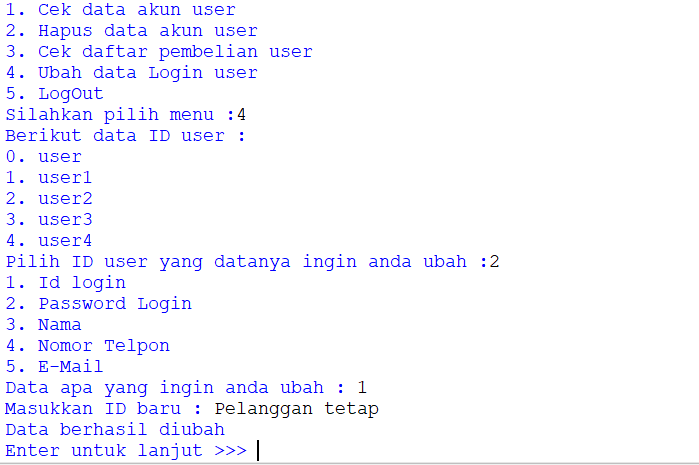 1. Cek data akun user
2. Hapus data akun user
3. Cek daftar pembelian user
4. Ubah data Login user
5. LogOut
Silahkan pilih menu :4
Berikut data ID user :
0. user
1. user1
2. user2
3. user3
4. user4
Pilih ID user yang datanya ingin anda ubah :2
1. Id login
2. Password Login
3. Nama
4. Nomor Telpon
5. E-Mail
Data apa yang ingin anda ubah : 1
Masukkan ID baru : Pelanggan tetap
Data berhasil diubah
Enter untuk lanjut >>>